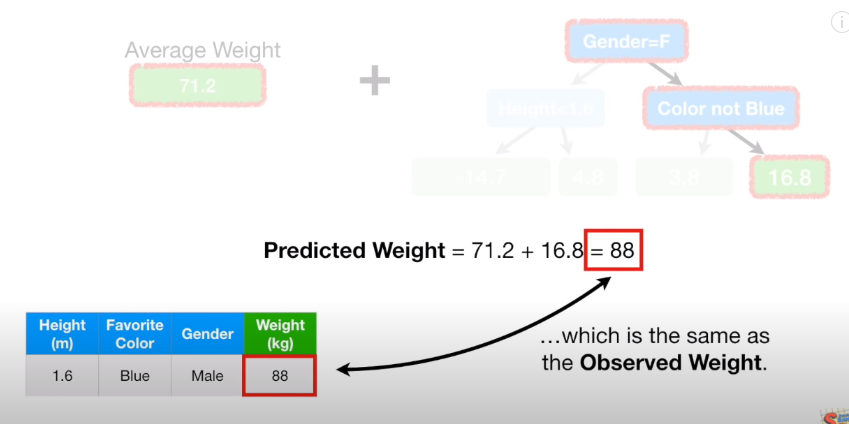 Average Weight
71.2
+
Gender=F
Height<1.6
Color not Blue
-14.7
4.8
3.8
16.8
Predicted Weight = 71.2 + 16.8 = 88
Height (m)
Favorite Color
Gender
Weight (kg)
1.6
Blue
Male
88
…which is the same as
the Observed Weight.